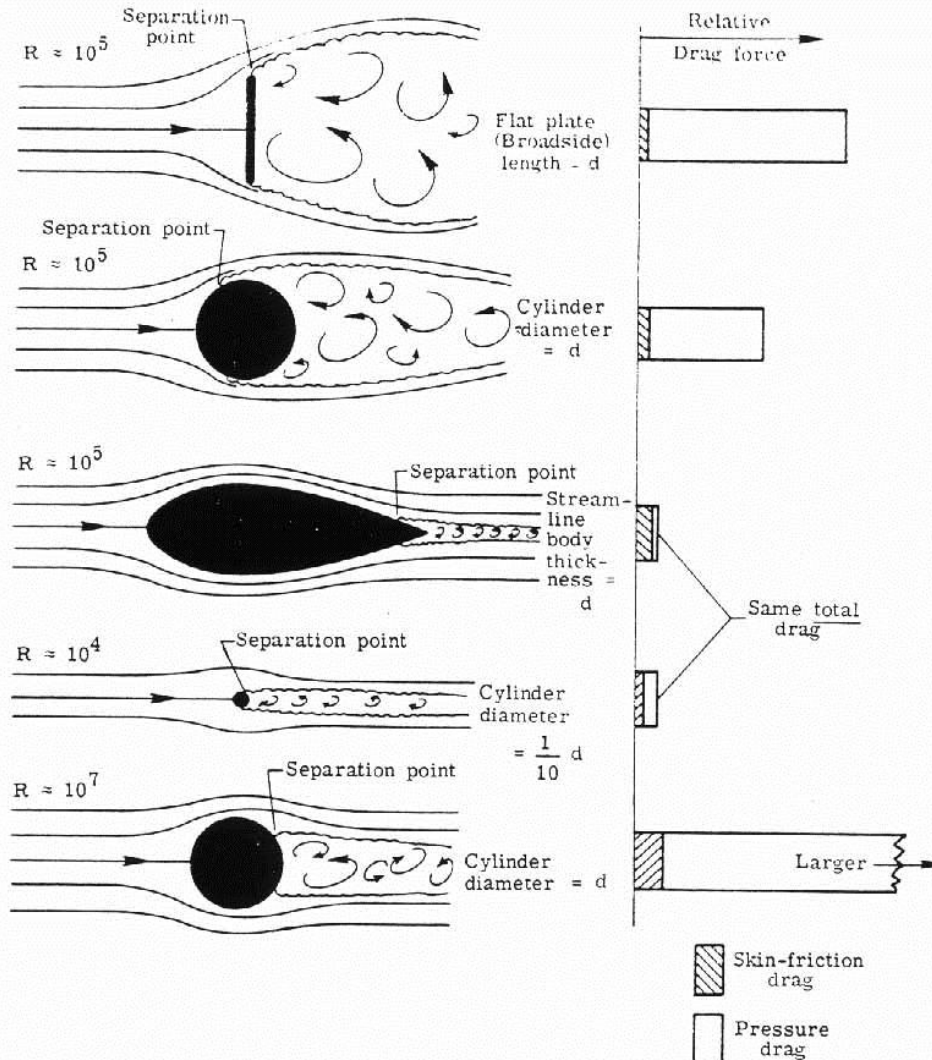 Separation
point
R ≈ 10⁵
Relative
Drag force
Flat plate
(Broadside)
length - d
Separation point
R ≈ 10⁵
Cylinder
diameter
= d
R ≈ 10⁵
Separation point
Stream-
line
body
thick-
ness =
d
Same total
drag
R ≈ 10⁴
Separation point
Cylinder
diameter
= 1/10 d
R ≈ 10⁷
Separation point
Cylinder
diameter = d
Larger
Skin-friction
drag
Pressure
drag